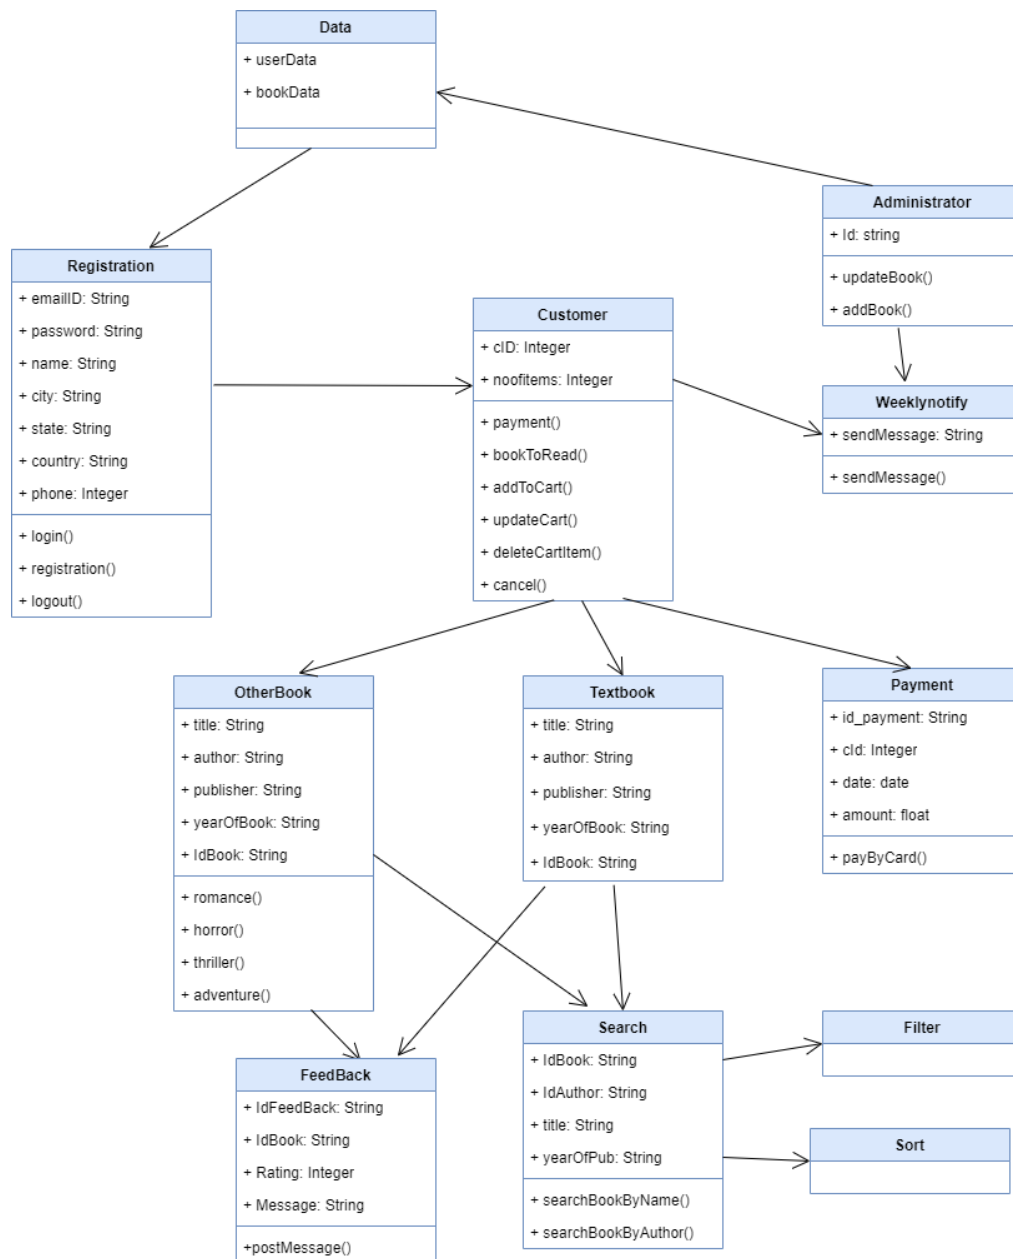 Data
+ userData
+ bookData
Administrator
+ Id: string
+ updateBook()
+ addBook()
Registration
+ emailID: String
+ password: String
+ name: String
+ city: String
+ state: String
+ country: String
+ phone: Integer
+ login()
+ registration()
+ logout()
Customer
+ cID: Integer
+ noofitems: Integer
+ payment()
+ bookToRead()
+ addToCart()
+ updateCart()
+ deleteCartItem()
+ cancel()
Weeklynotify
+ sendMessage: String
+ sendMessage()
OtherBook
+ title: String
+ author: String
+ publisher: String
+ yearOfBook: String
+ IdBook: String
+ romance()
+ horror()
+ thriller()
+ adventure()
Textbook
+ title: String
+ author: String
+ publisher: String
+ yearOfBook: String
+ IdBook: String
Payment
+ id_payment: String
+ cId: Integer
+ date: date
+ amount: float
+ payByCard()
FeedBack
+ IdFeedBack: String
+ IdBook: String
+ Rating: Integer
+ Message: String
+postMessage()
Search
+ IdBook: String
+ IdAuthor: String
+ title: String
+ yearOfPub: String
+ searchBookByName()
+ searchBookByAuthor()
Filter
Sort